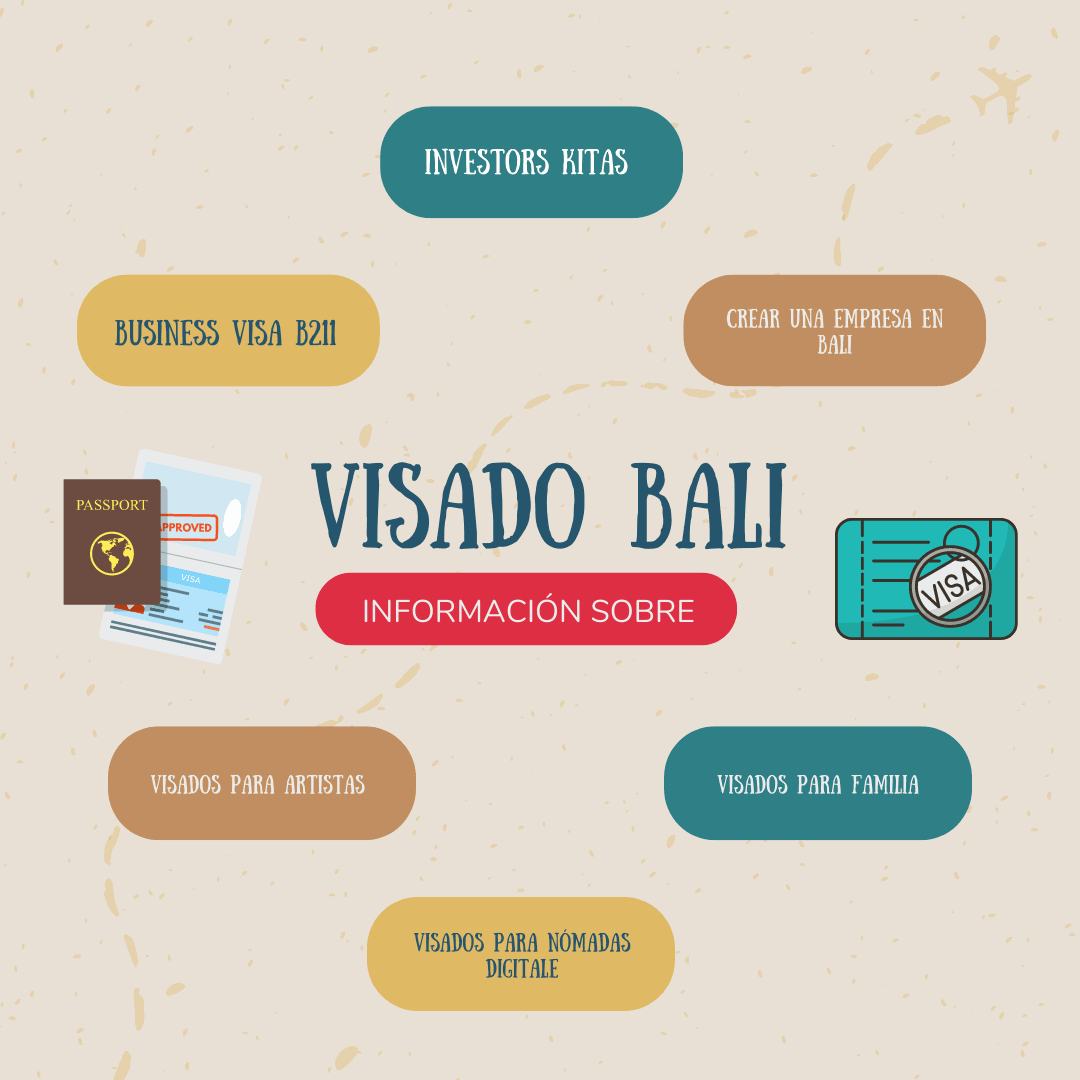 INVESTORS KITAS
BUSINESS VISA B211
CREAR UNA EMPRESA EN
BALI
VISADO BALI
PASSPORT
APPROVED
VISA
INFORMACIÓN SOBRE
VISA
VISADOS PARA ARTISTAS
VISADOS PARA FAMILIA
VISADOS PARA NÓMADAS
DIGITALE